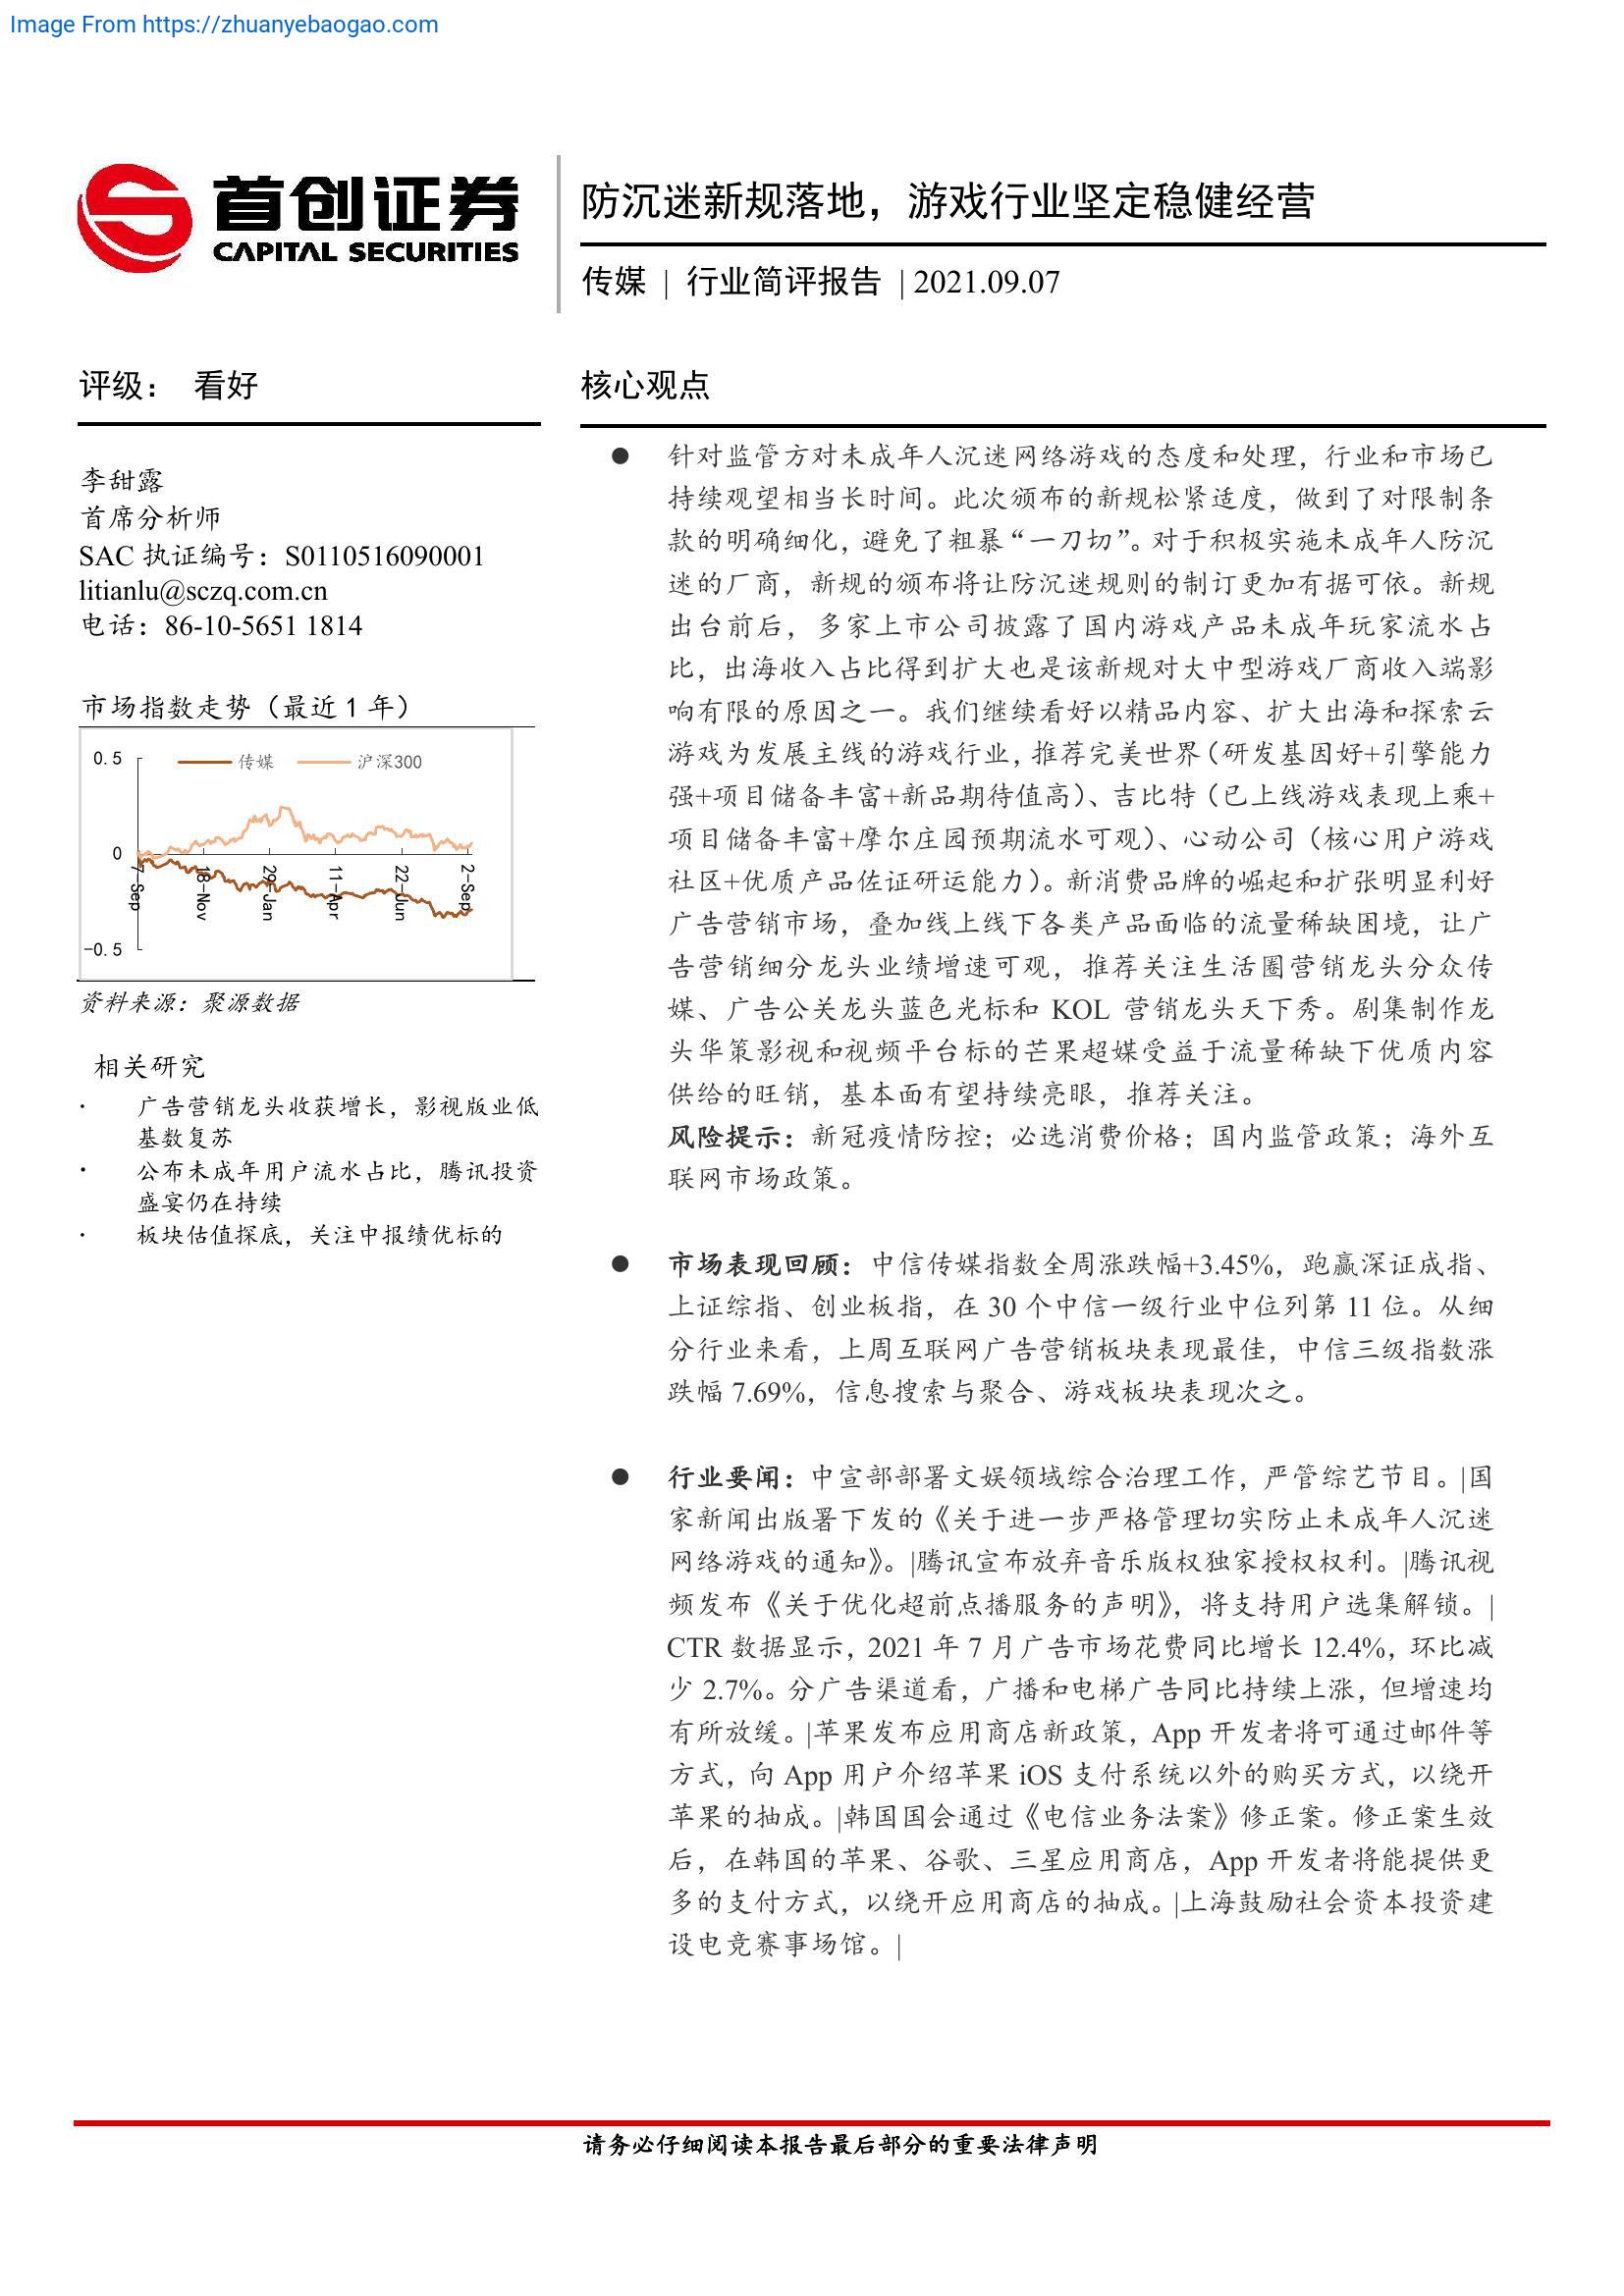 Image From https://zhuanyebaogao.com
首创证券
CAPITAL SECURITIES
防沉迷新规落地，游戏行业坚定稳健经营
传媒 | 行业简评报告 | 2021.09.07
评级： 看好
李甜露
首席分析师
SAC 执证编号：S0110516090001
litianlu@sczq.com.cn
电话：86-10-5651 1814
市场指数走势（最近 1 年）
传媒 沪深300
0.5
0
-0.5
7-Sep
18-Nov
29-Jan
11-Apr
22-Jun
2-Sep
资料来源：聚源数据
相关研究
· 广告营销龙头收获增长，影视版业低
基数复苏
· 公布未成年用户流水占比，腾讯投资
盛宴仍在持续
· 板块估值探底，关注中报绩优标的
核心观点
● 针对监管方对未成年人沉迷网络游戏的态度和处理，行业和市场已
持续观望相当长时间。此次颁布的新规松紧适度，做到了对限制条
款的明确细化，避免了粗暴“一刀切”。对于积极实施未成年人防沉
迷的厂商，新规的颁布将让防沉迷规则的制订更加有据可依。新规
出台前后，多家上市公司披露了国内游戏产品未成年玩家流水占
比，出海收入占比得到扩大也是该新规对大中型游戏厂商收入端影
响有限的原因之一。我们继续看好以精品内容、扩大出海和探索云
游戏为发展主线的游戏行业，推荐完美世界（研发基因好+引擎能力
强+项目储备丰富+新品期待值高）、吉比特（已上线游戏表现上乘+
项目储备丰富+摩尔庄园预期流水可观）、心动公司（核心用户游戏
社区+优质产品佐证研运能力）。新消费品牌的崛起和扩张明显利好
广告营销市场，叠加线上线下各类产品面临的流量稀缺困境，让广
告营销细分龙头业绩增速可观，推荐关注生活圈营销龙头分众传
媒、广告公关龙头蓝色光标和 KOL 营销龙头天下秀。剧集制作龙
头华策影视和视频平台标的芒果超媒受益于流量稀缺下优质内容
供给的旺销，基本面有望持续亮眼，推荐关注。
风险提示：新冠疫情防控；必选消费价格；国内监管政策；海外互
联网市场政策。
● 市场表现回顾：中信传媒指数全周涨跌幅+3.45%，跑赢深证成指、
上证综指、创业板指，在 30 个中信一级行业中位列第 11 位。从细
分行业来看，上周互联网广告营销板块表现最佳，中信三级指数涨
跌幅 7.69%，信息搜索与聚合、游戏板块表现次之。
● 行业要闻：中宣部部署文娱领域综合治理工作，严管综艺节目。|国
家新闻出版署下发的《关于进一步严格管理切实防止未成年人沉迷
网络游戏的通知》。|腾讯宣布放弃音乐版权独家授权权利。|腾讯视
频发布《关于优化超前点播服务的声明》，将支持用户选集解锁。|
CTR 数据显示，2021 年 7 月广告市场花费同比增长 12.4%，环比减
少 2.7%。分广告渠道看，广播和电梯广告同比持续上涨，但增速均
有所放缓。|苹果发布应用商店新政策，App 开发者将可通过邮件等
方式，向 App 用户介绍苹果 iOS 支付系统以外的购买方式，以绕开
苹果的抽成。|韩国国会通过《电信业务法案》修正案。修正案生效
后，在韩国的苹果、谷歌、三星应用商店，App 开发者将能提供更
多的支付方式，以绕开应用商店的抽成。|上海鼓励社会资本投资建
设电竞赛事场馆。|
请务必仔细阅读本报告最后部分的重要法律声明